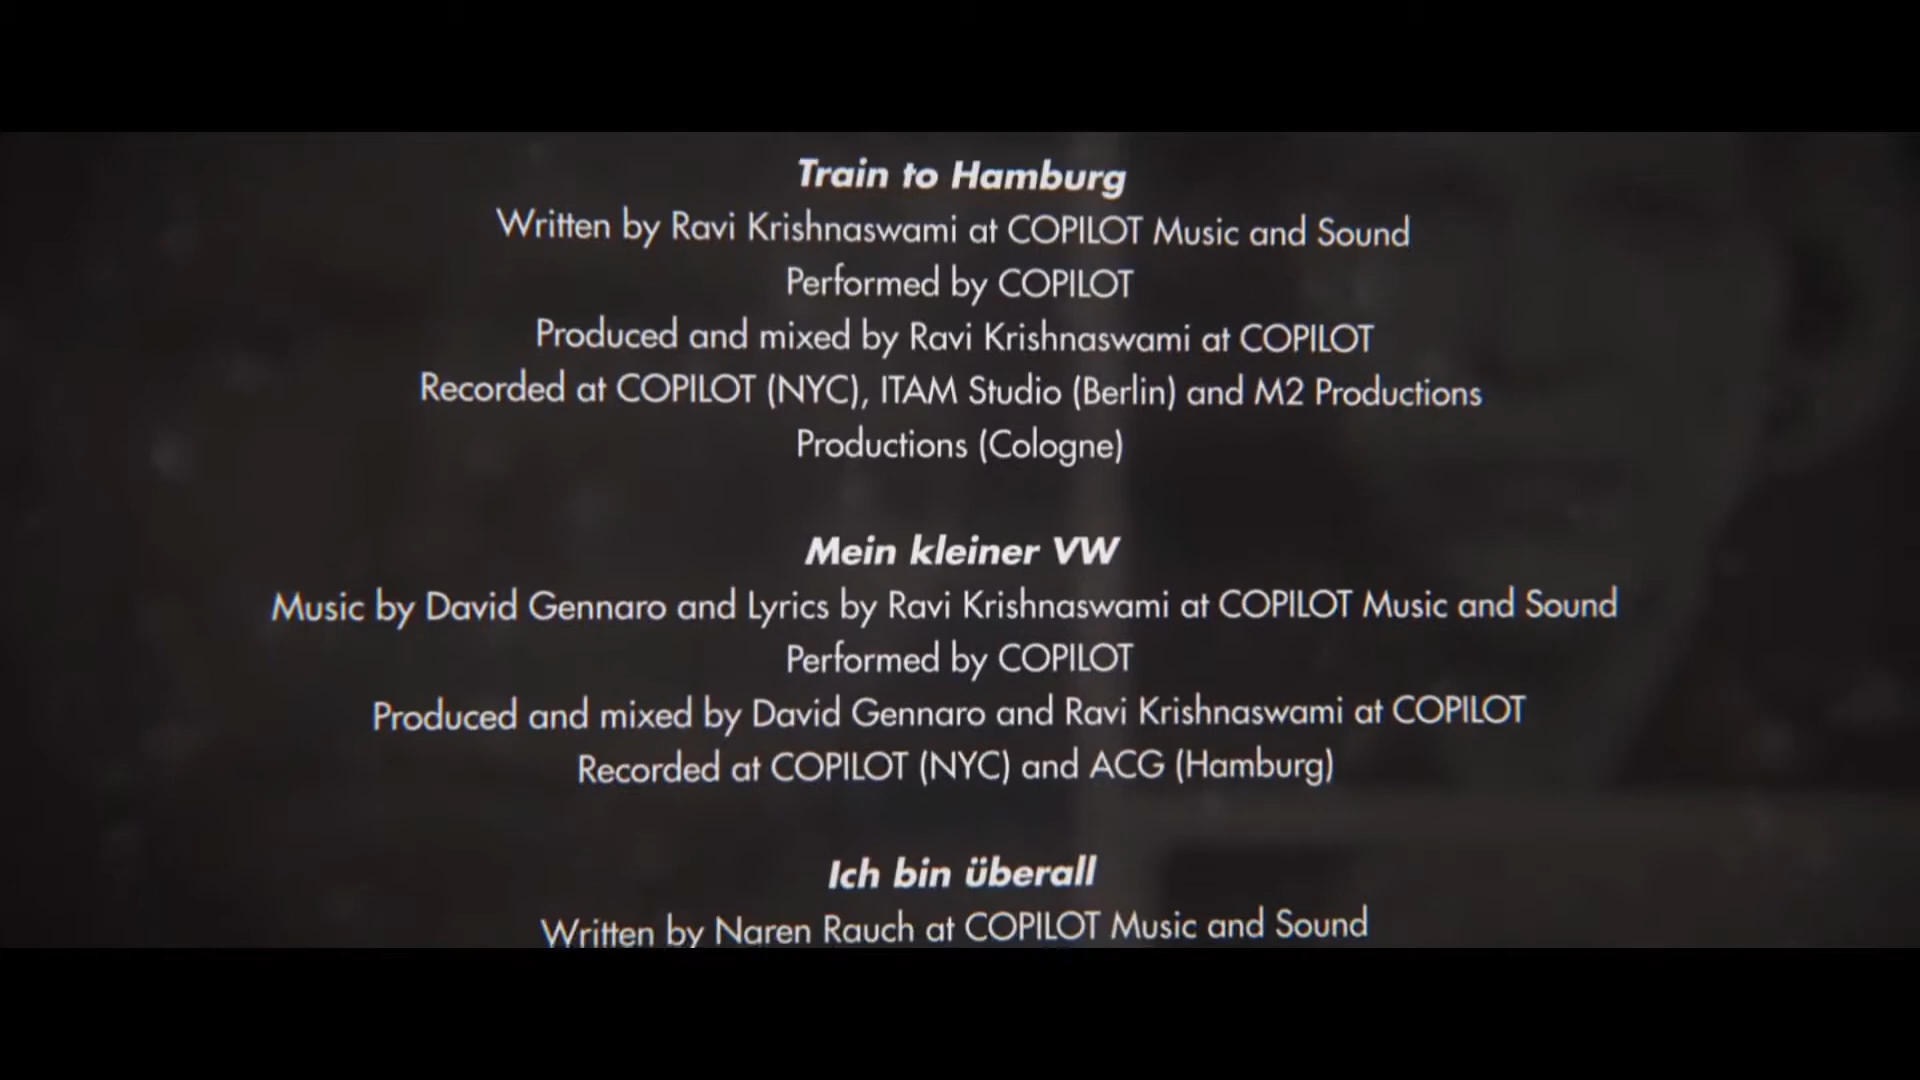 Train to Hamburg
Written by Ravi Krishnaswami at COPILOT Music and Sound
Performed by COPILOT
Produced and mixed by Ravi Krishnaswami at COPILOT
Recorded at COPILOT (NYC), ITAM Studio (Berlin) and M2 Productions
Productions (Cologne)
Mein kleiner VW
Music by David Gennaro and Lyrics by Ravi Krishnaswami at COPILOT Music and Sound
Performed by COPILOT
Produced and mixed by David Gennaro and Ravi Krishnaswami at COPILOT
Recorded at COPILOT (NYC) and ACG (Hamburg)
Ich bin überall
Written by Naren Rauch at COPILOT Music and Sound